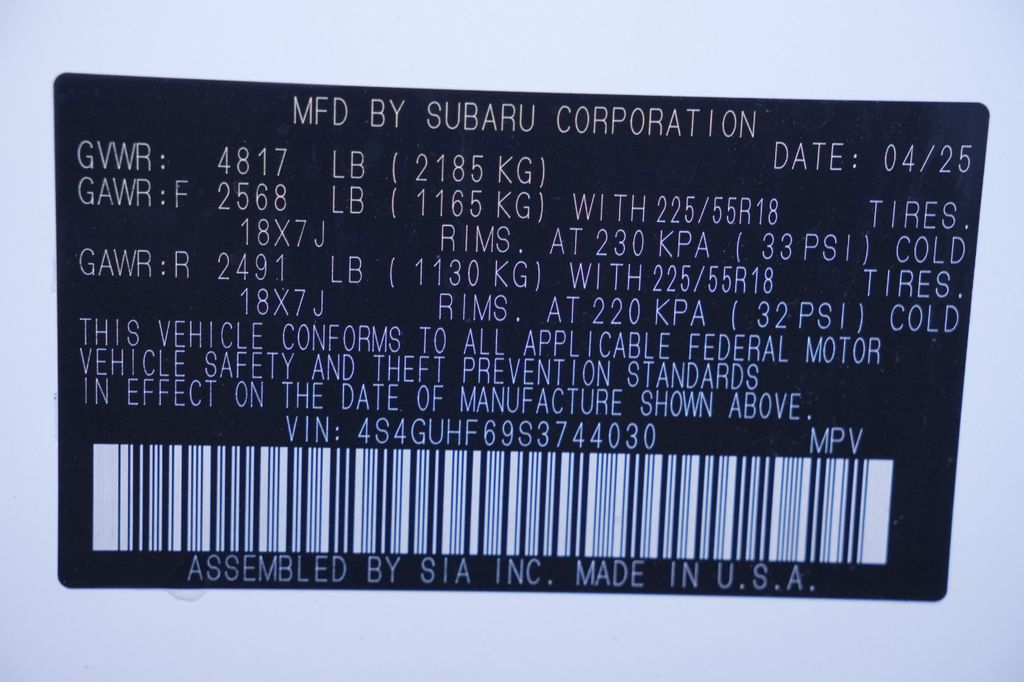 MFD BY SUBARU CORPORATION
GVWR: 4817 LB ( 2185 KG) DATE: 04/25
GAWR:F 2568 LB ( 1165 KG) WITH 225/55R18 TIRES.
18X7J RIMS. AT 230 KPA ( 33 PSI) COLD
GAWR:R 2491 LB ( 1130 KG) WITH 225/55R18 TIRES.
18X7J RIMS. AT 220 KPA ( 32 PSI) COLD
THIS VEHICLE CONFORMS TO ALL APPLICABLE FEDERAL MOTOR
VEHICLE SAFETY AND THEFT PREVENTION STANDARDS
IN EFFECT ON THE DATE OF MANUFACTURE SHOWN ABOVE.
VIN: 4S4GUHF69S3744030 MPV
ASSEMBLED BY SIA INC. MADE IN U.S.A.